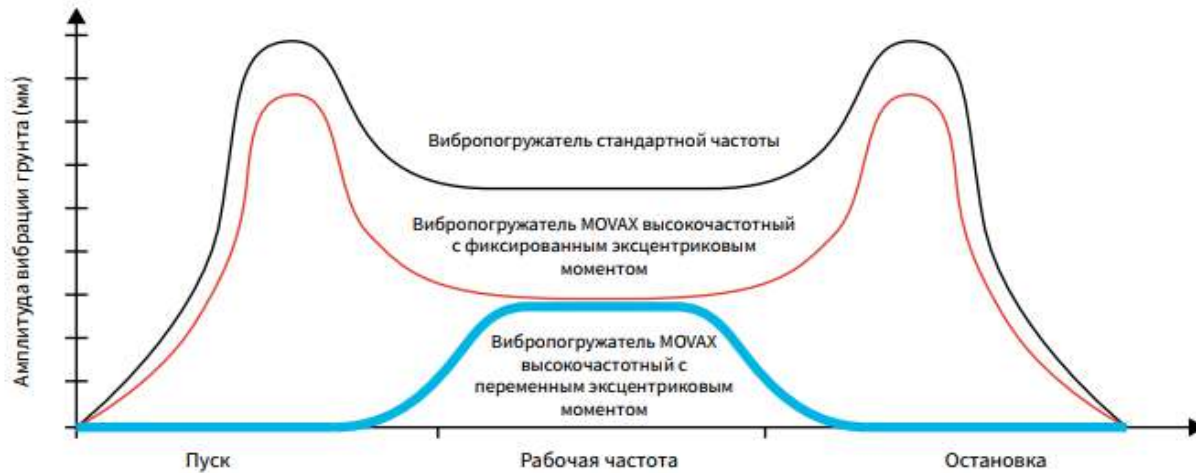 Амплитуда вибрации грунта (мм)
Вибропогружатель стандартной частоты
Вибропогружатель MOVAX высокочастотный
с фиксированным эксцентриковым
моментом
Вибропогружатель MOVAX
высокочастотный с
переменным эксцентриковым
моментом
Пуск
Рабочая частота
Остановка